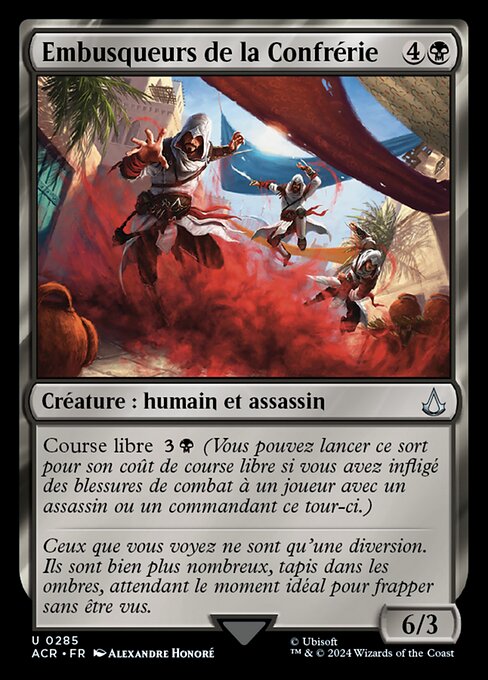 Embusqueurs de la Confrérie 4
Créature : humain et assassin
Course libre 3 (Vous pouvez lancer ce sort
pour son coût de course libre si vous avez infligé
des blessures de combat à un joueur avec un
assassin ou un commandant ce tour-ci.)
Ceux que vous voyez ne sont qu'une diversion.
Ils sont bien plus nombreux, tapis dans les
ombres, attendant le moment idéal pour frapper
sans être vus.
6/3
U 0285
ACR • FR Alexandre Honoré
© Ubisoft
™ & © 2024 Wizards of the Coast